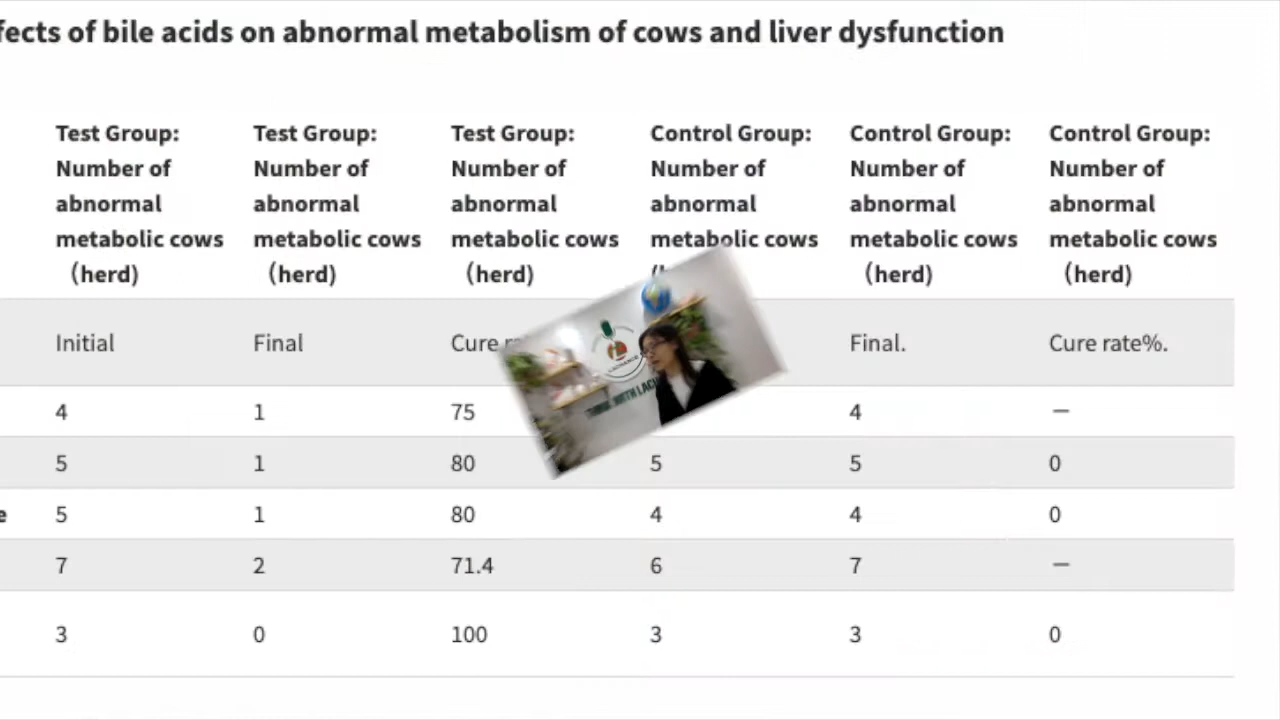 fects of bile acids on abnormal metabolism of cows and liver dysfunction
Test Group: Number of abnormal metabolic cows （herd)
Test Group: Number of abnormal metabolic cows （herd)
Test Group: Number of abnormal metabolic cows （herd)
Control Group: Number of abnormal metabolic cows
Control Group: Number of abnormal metabolic cows （herd)
Control Group: Number of abnormal metabolic cows （herd)
Initial Final Cure Final. Cure rate%.
4 1 75 4 —
5 1 80 5 5 0
e 5 1 80 4 4 0
7 2 71.4 6 7 —
3 0 100 3 3 0